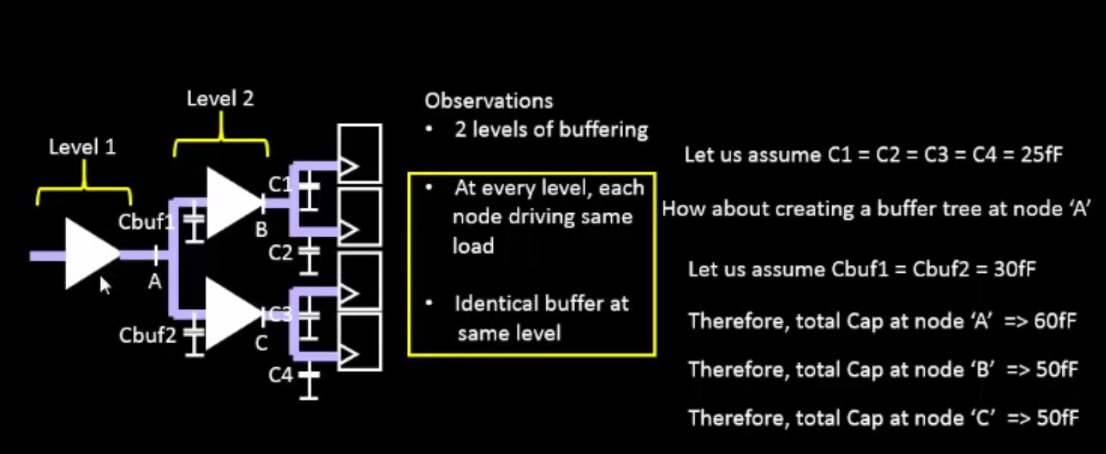 Level 2
Level 1
Cbuf1
A
Cbuf2
B
C
C1
C2
C3
C4
Observations
• 2 levels of buffering
• At every level, each
node driving same
load
• Identical buffer at
same level
Let us assume C1 = C2 = C3 = C4 = 25fF
How about creating a buffer tree at node ‘A’
Let us assume Cbuf1 = Cbuf2 = 30fF
Therefore, total Cap at node ‘A’ => 60fF
Therefore, total Cap at node ‘B’ => 50fF
Therefore, total Cap at node ‘C’ => 50fF